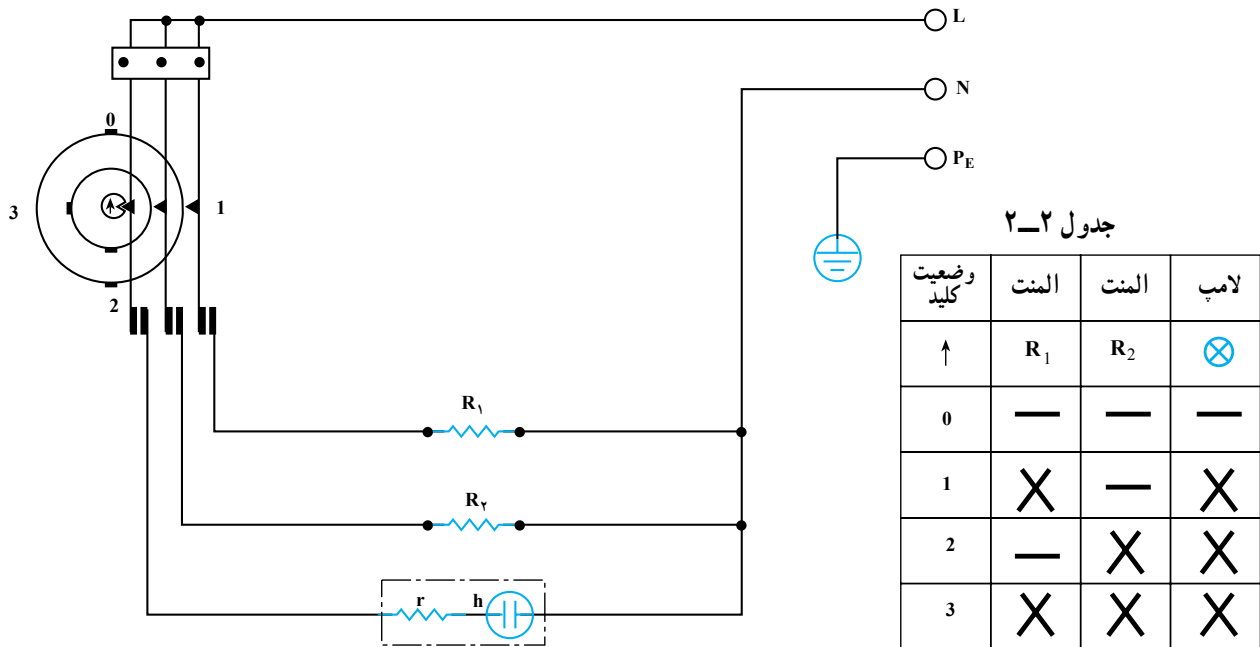 L
N
PE
0
3
1
2
R۱
R۲
r h
جدول ۲ــ۲
وضعیت کلید المنت المنت لامپ
↑ R1 R2 ⊗
0 — — —
1 X — X
2 — X X
3 X X X